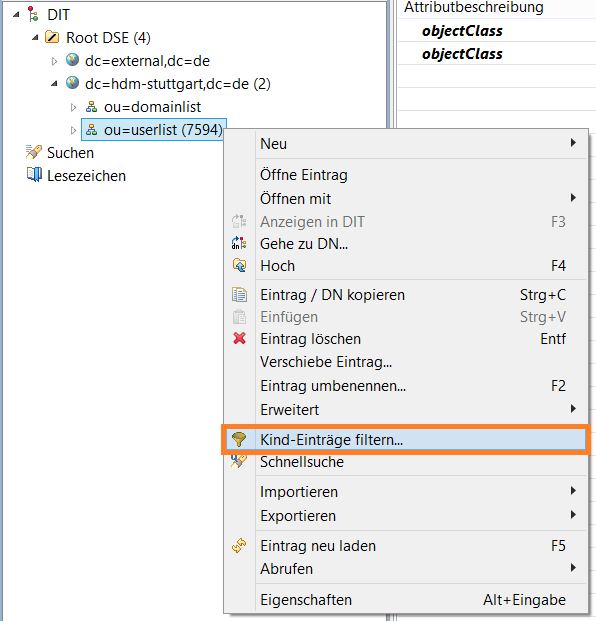 DIT
Root DSE (4)
dc=external,dc=de
dc=hdm-stuttgart,dc=de (2)
ou=domainlist
ou=userlist (7594)
Suchen
Lesezeichen
Attributbeschreibung
objectClass
objectClass
Neu
Öffne Eintrag
Öffnen mit
Anzeigen in DIT F3
Gehe zu DN...
Hoch F4
Eintrag / DN kopieren Strg+C
Einfügen Strg+V
Eintrag löschen Entf
Verschiebe Eintrag...
Eintrag umbenennen... F2
Erweitert
Kind-Einträge filtern...
Schnellsuche
Importieren
Exportieren
Eintrag neu laden F5
Abrufen
Eigenschaften Alt+Eingabe